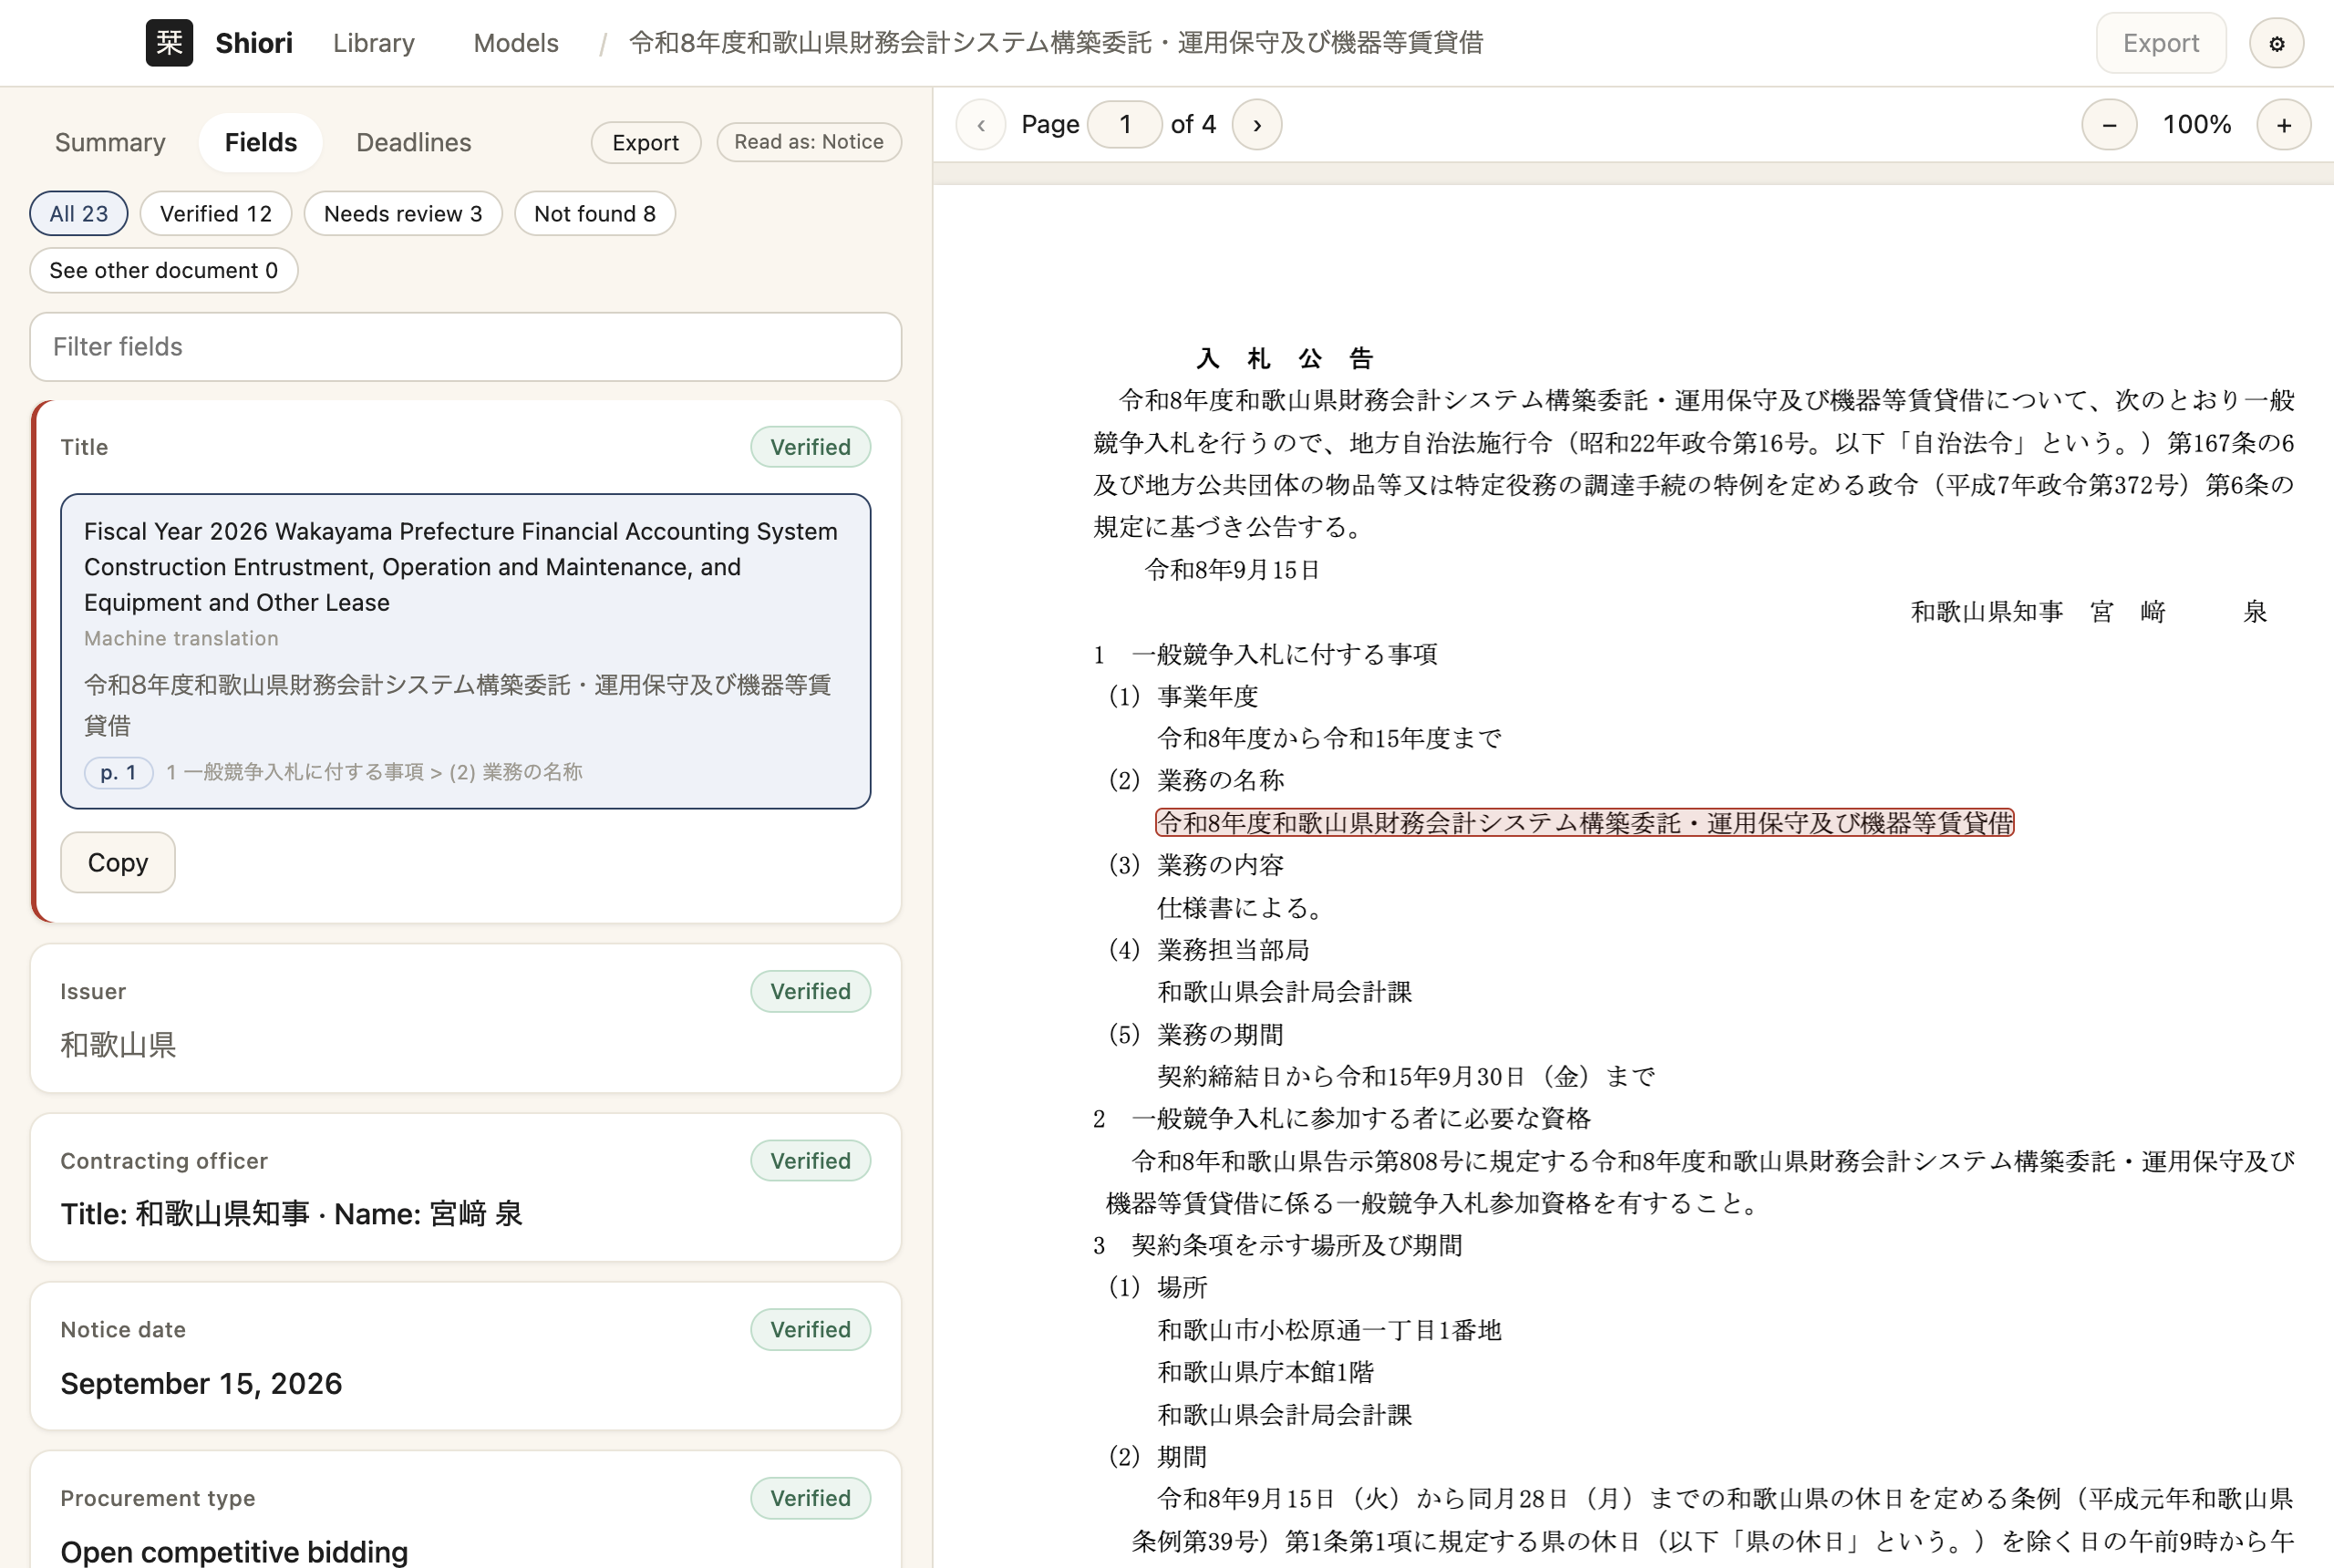 栞 Shiori Library Models / 令和8年度和歌山県財務会計システム構築委託・運用保守及び機器等賃貸借 Export
Summary Fields Deadlines Export Read as: Notice
All 23 Verified 12 Needs review 3 Not found 8
See other document 0
Filter fields
Title Verified
Fiscal Year 2026 Wakayama Prefecture Financial Accounting System
Construction Entrustment, Operation and Maintenance, and
Equipment and Other Lease
Machine translation
令和8年度和歌山県財務会計システム構築委託・運用保守及び機器等賃
貸借
p. 1 1 一般競争入札に付する事項 > (2) 業務の名称
Copy
Issuer Verified
和歌山県
Contracting officer Verified
Title: 和歌山県知事 · Name: 宮﨑 泉
Notice date Verified
September 15, 2026
Procurement type Verified
Open competitive bidding
‹ Page 1 of 4 › − 100% +
入 札 公 告
令和8年度和歌山県財務会計システム構築委託・運用保守及び機器等賃貸借について、次のとおり一般
競争入札を行うので、地方自治法施行令（昭和22年政令第16号。以下「自治法令」という。）第167条の6
及び地方公共団体の物品等又は特定役務の調達手続の特例を定める政令（平成7年政令第372号）第6条の
規定に基づき公告する。
令和8年9月15日
和歌山県知事 宮 﨑 泉
1 一般競争入札に付する事項
(1) 事業年度
令和8年度から令和15年度まで
(2) 業務の名称
令和8年度和歌山県財務会計システム構築委託・運用保守及び機器等賃貸借
(3) 業務の内容
仕様書による。
(4) 業務担当部局
和歌山県会計局会計課
(5) 業務の期間
契約締結日から令和15年9月30日（金）まで
2 一般競争入札に参加する者に必要な資格
令和8年和歌山県告示第808号に規定する令和8年度和歌山県財務会計システム構築委託・運用保守及び
機器等賃貸借に係る一般競争入札参加資格を有すること。
3 契約条項を示す場所及び期間
(1) 場所
和歌山市小松原通一丁目1番地
和歌山県庁本館1階
和歌山県会計局会計課
(2) 期間
令和8年9月15日（火）から同月28日（月）までの和歌山県の休日を定める条例（平成元年和歌山県
条例第39号）第1条第1項に規定する県の休日（以下「県の休日」という。）を除く日の午前9時から午